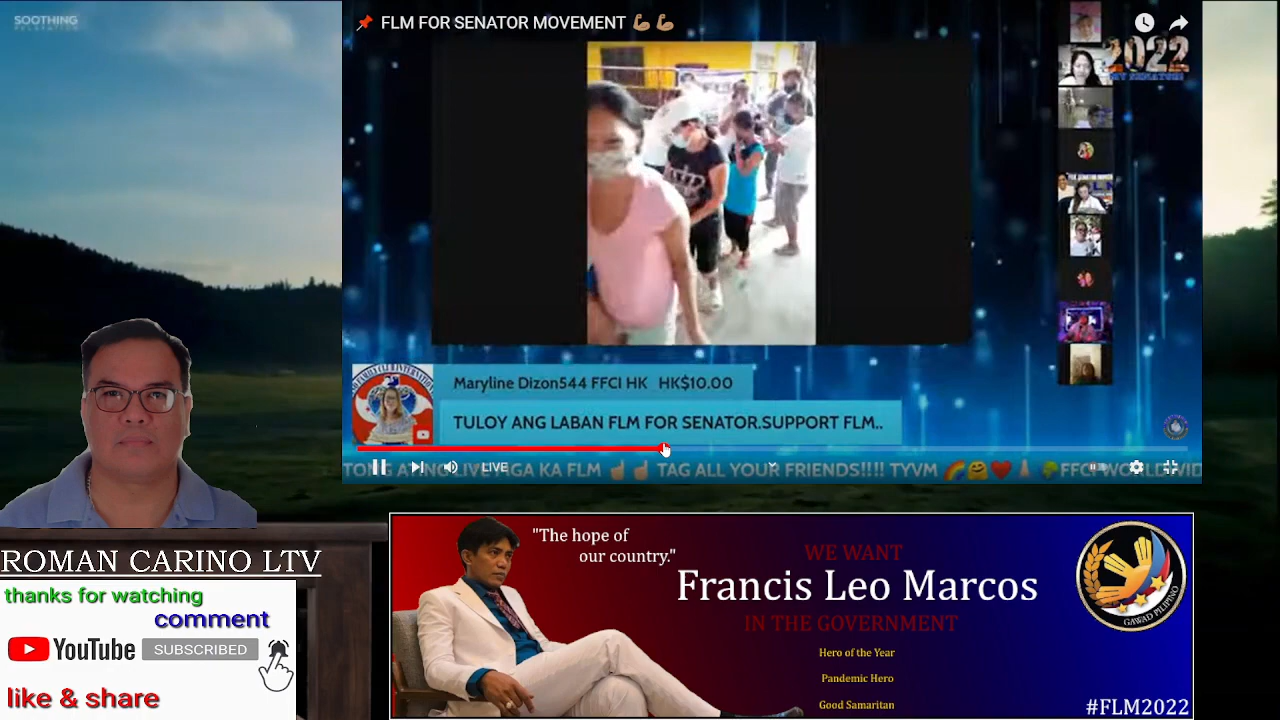 SOOTHING
RELAXATION
📌 FLM FOR SENATOR MOVEMENT 💪🏽 💪🏽
2022
MY SENATOR!
Maryline Dizon544 FFCI HK HK$10.00
TULOY ANG LABAN FLM FOR SENATOR.SUPPORT FLM..
LIVE
TAG ALL YOUR FRIENDS!!!! TYVM 🌈🤗❤️
ROMAN CARINO LTV
thanks for watching
comment
YouTube SUBSCRIBED
like & share
"The hope of
our country."
WE WANT
Francis Leo Marcos
IN THE GOVERNMENT
Hero of the Year
Pandemic Hero
Good Samaritan
GAWAD PILIPINO
#FLM2022